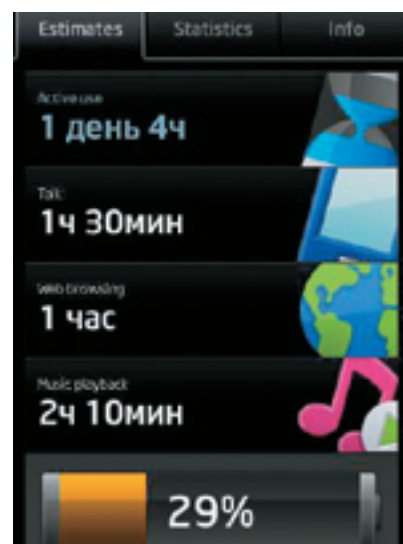 Estimates Statistics Info
Active use
1 день 4ч
Talk
1ч 30мин
Web browsing
1 час
Music playback
2ч 10мин
29%